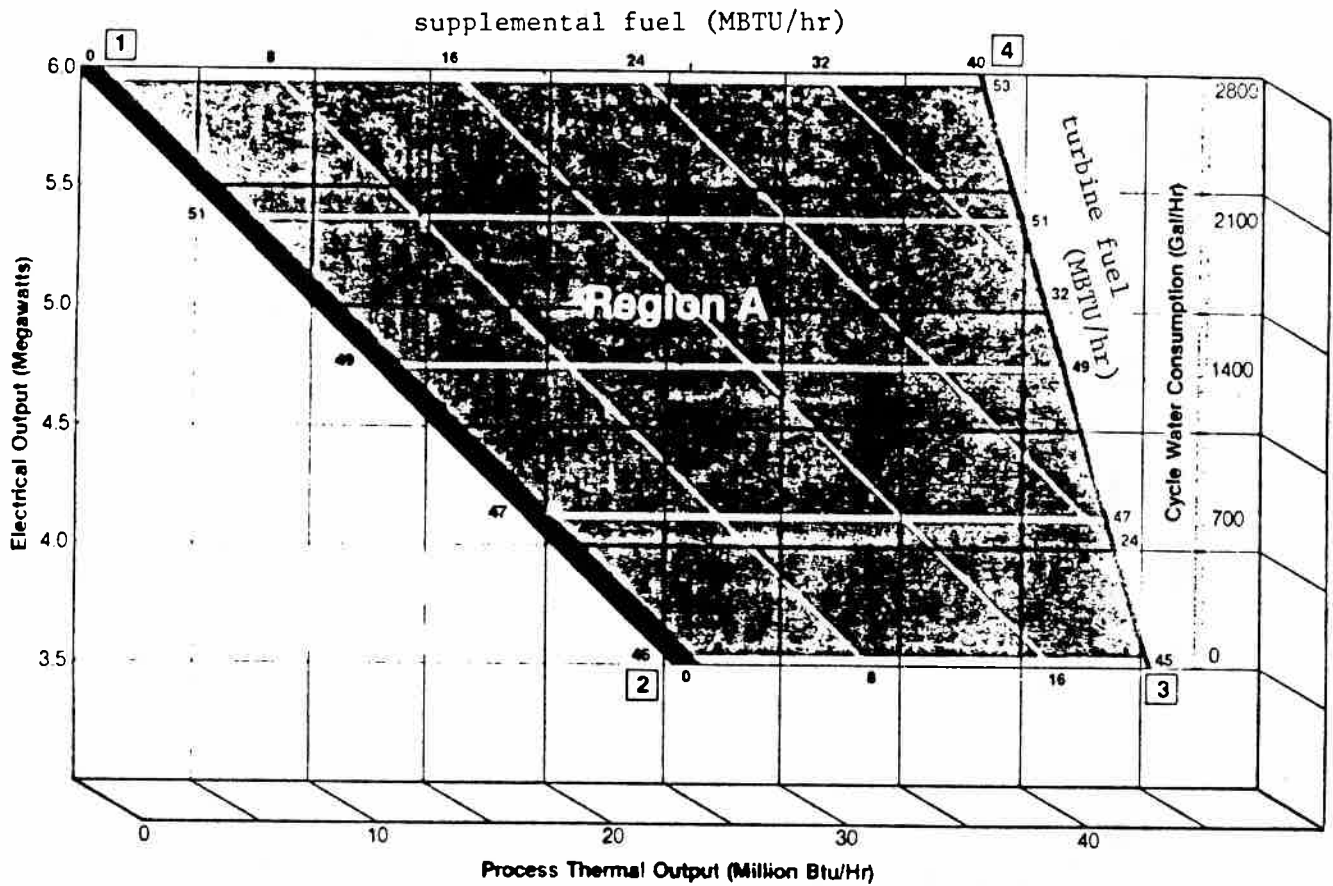 supplemental fuel (MBTU/hr)
1
4
0 8 16 24 32 40
6.0
53
2800
5.5
51
51
2100
turbine fuel
(MBTU/hr)
Cycle Water Consumption (Gal/Hr)
Electrical Output (Megawatts)
5.0
Region A
32
49
49
1400
4.5
47
47
700
4.0
24
3.5
46
45
0
2
0 8 16
3
0 10 20 30 40
Process Thermal Output (Million Btu/Hr)